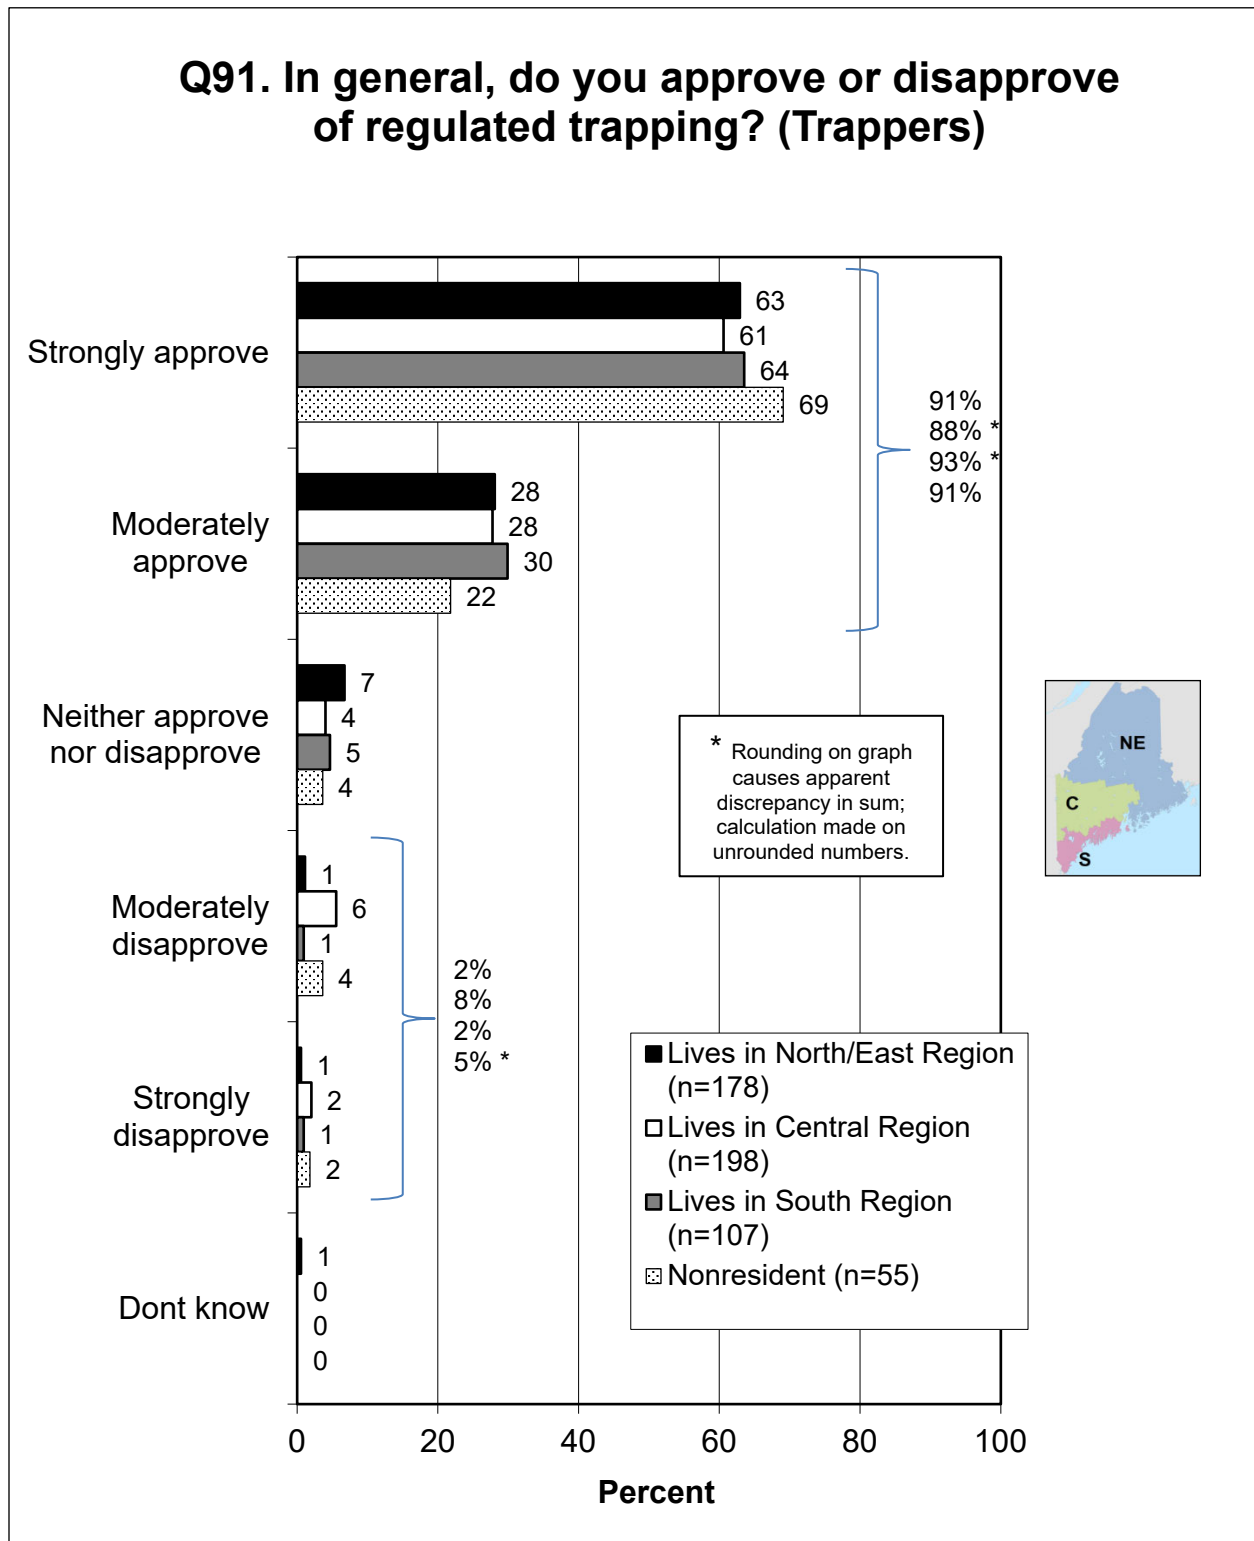 Q91. In general, do you approve or disapprove
of regulated trapping? (Trappers)
Strongly approve
63
61
64
69
91%
88% *
93% *
91%
Moderately
approve
28
28
30
22
Neither approve
nor disapprove
7
4
5
4
* Rounding on graph
causes apparent
discrepancy in sum;
calculation made on
unrounded numbers.
NE
C
S
Moderately
disapprove
1
6
1
4
2%
8%
2%
5% *
Strongly
disapprove
1
2
1
2
Lives in North/East Region
(n=178)
Lives in Central Region
(n=198)
Lives in South Region
(n=107)
Nonresident (n=55)
Dont know
1
0
0
0
0 20 40 60 80 100
Percent